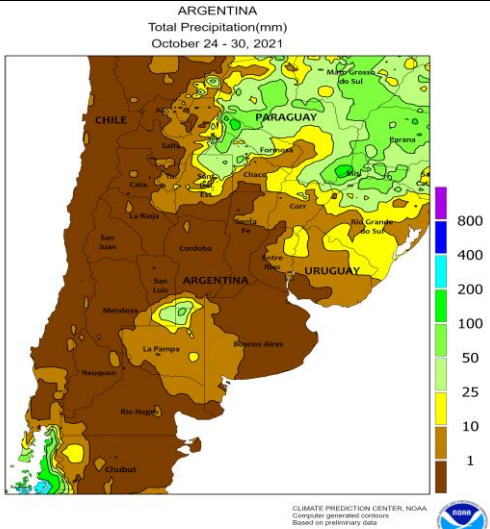 ARGENTINA
Total Precipitation(mm)
October 24 - 30, 2021
Mato Grosso
do Sul
CHILE
PARAGUAY
Parana
Salta
Formosa
Chaco
Cata.
Corr
La Rioja
Santa
Fe
Rio Grande
do Sul
San
Juan
Cordoba
Entre
Rios
URUGUAY
ARGENTINA
San
Luis
Mendoza
La Pampa
Buenos Aires
Neuquen
Rio Negro
Chubut
800
400
200
100
50
25
10
1
CLIMATE PREDICTION CENTER, NOAA
Computer generated contours
Based on preliminary data
NOAA